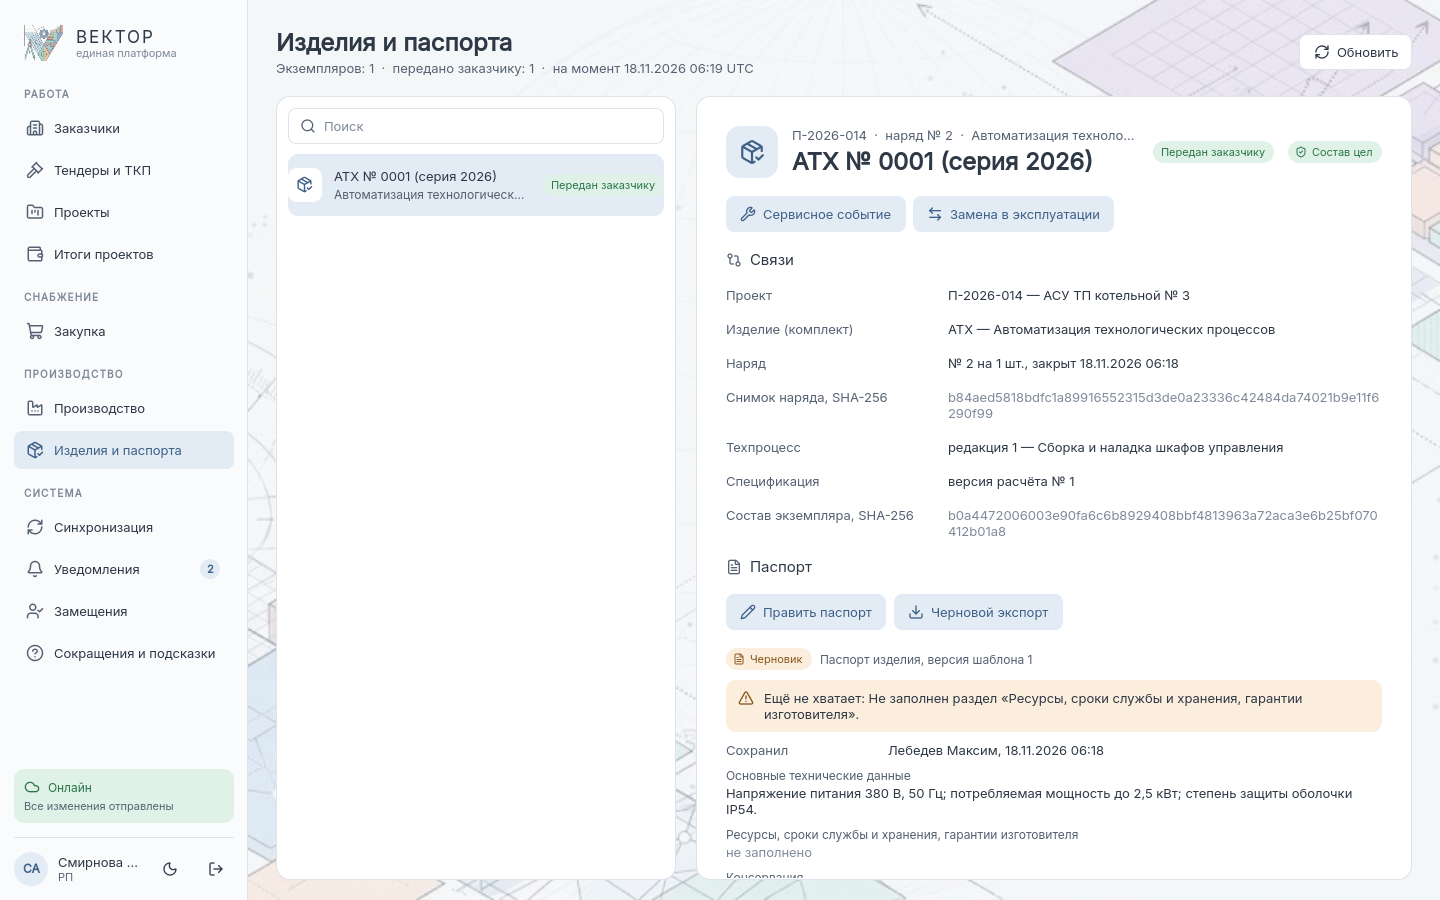 ВЕКТОР
единая платформа
РАБОТА
Заказчики
Тендеры и ТКП
Проекты
Итоги проектов
СНАБЖЕНИЕ
Закупка
ПРОИЗВОДСТВО
Производство
Изделия и паспорта
СИСТЕМА
Синхронизация
Уведомления 2
Замещения
Сокращения и подсказки
Онлайн
Все изменения отправлены
СА
Смирнова ...
РП
Изделия и паспорта
Экземпляров: 1 · передано заказчику: 1 · на момент 18.11.2026 06:19 UTC
Обновить
Поиск
АТХ № 0001 (серия 2026)
Автоматизация технологическ...
Передан заказчику
П-2026-014 · наряд № 2 · Автоматизация техноло...
АТХ № 0001 (серия 2026)
Передан заказчику
Состав цел
Сервисное событие
Замена в эксплуатации
Связи
Проект
П-2026-014 — АСУ ТП котельной № 3
Изделие (комплект)
АТХ — Автоматизация технологических процессов
Наряд
№ 2 на 1 шт., закрыт 18.11.2026 06:18
Снимок наряда, SHA-256
b84aed5818bdfc1a89916552315d3de0a23336c42484da74021b9e11f6
290f99
Техпроцесс
редакция 1 — Сборка и наладка шкафов управления
Спецификация
версия расчёта № 1
Состав экземпляра, SHA-256
b0a4472006003e90fa6c6b8929408bbf4813963a72aca3e6b25bf070
412b01a8
Паспорт
Править паспорт
Черновой экспорт
Черновик
Паспорт изделия, версия шаблона 1
Ещё не хватает: Не заполнен раздел «Ресурсы, сроки службы и хранения, гарантии
изготовителя».
Сохранил
Лебедев Максим, 18.11.2026 06:18
Основные технические данные
Напряжение питания 380 В, 50 Гц; потребляемая мощность до 2,5 кВт; степень защиты оболочки
IP54.
Ресурсы, сроки службы и хранения, гарантии изготовителя
не заполнено
Консервация